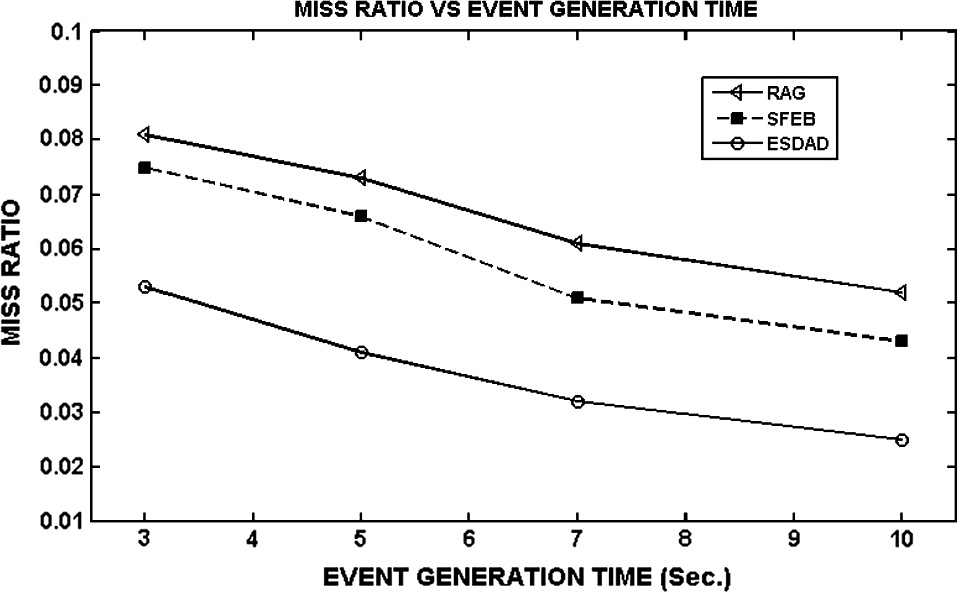 MISS RATIO VS EVENT GENERATION TIME
0.1
0.09
0.08
0.07
0.06
0.05
0.04
0.03
0.02
0.01
MISS RATIO
RAG
SFEB
ESDAD
3 4 5 6 7 8 9 10
EVENT GENERATION TIME (Sec.)